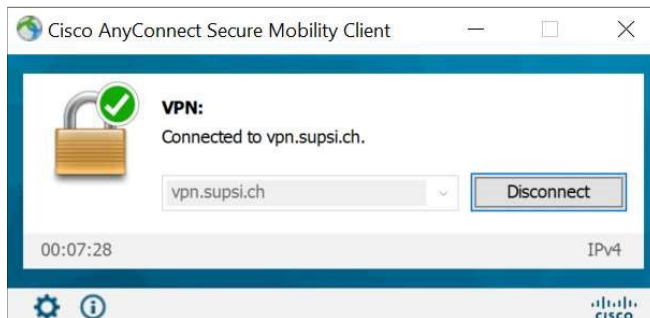 Cisco AnyConnect Secure Mobility Client
VPN:
Connected to vpn.supsi.ch.
vpn.supsi.ch
Disconnect
00:07:28
IPv4
cisco